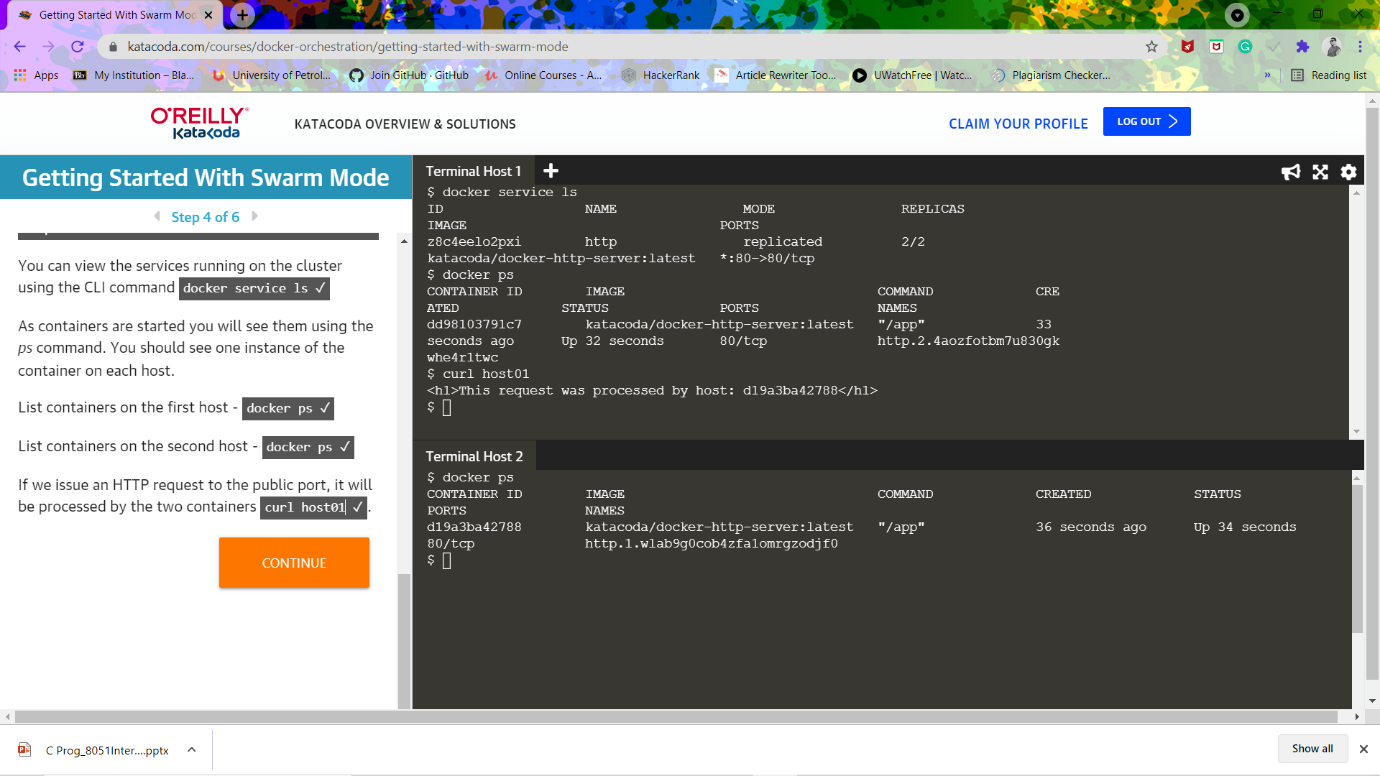 Getting Started With Swarm Mod
katacoda.com/courses/docker-orchestration/getting-started-with-swarm-mode
Apps
Bb My Institution – Bla...
University of Petrol...
Join GitHub · GitHub
Online Courses - A...
HackerRank
Article Rewriter Too...
UWatchFree | Watc...
Plagiarism Checker...
»
Reading list
O'REILLY®
Katacoda
KATACODA OVERVIEW & SOLUTIONS
CLAIM YOUR PROFILE
LOG OUT
Getting Started With Swarm Mode
Step 4 of 6
You can view the services running on the cluster
using the CLI command docker service ls ✓
As containers are started you will see them using the
ps command. You should see one instance of the
container on each host.
List containers on the first host - docker ps ✓
List containers on the second host - docker ps ✓
If we issue an HTTP request to the public port, it will
be processed by the two containers curl host01 ✓.
CONTINUE
Terminal Host 1
$ docker service ls
ID NAME MODE REPLICAS
IMAGE PORTS
z8c4eelo2pxi http replicated 2/2
katacoda/docker-http-server:latest *:80->80/tcp
$ docker ps
CONTAINER ID IMAGE COMMAND CRE
ATED STATUS PORTS NAMES
dd98103791c7 katacoda/docker-http-server:latest "/app" 33
seconds ago Up 32 seconds 80/tcp http.2.4aozfotbm7u830gk
whe4rltwc
$ curl host01
<h1>This request was processed by host: d19a3ba42788</h1>
$
Terminal Host 2
$ docker ps
CONTAINER ID IMAGE COMMAND CREATED STATUS
PORTS NAMES
d19a3ba42788 katacoda/docker-http-server:latest "/app" 36 seconds ago Up 34 seconds
80/tcp http.1.wlab9g0cob4zfa1omrgzodjf0
$
C Prog_8051Inter....pptx
Show all